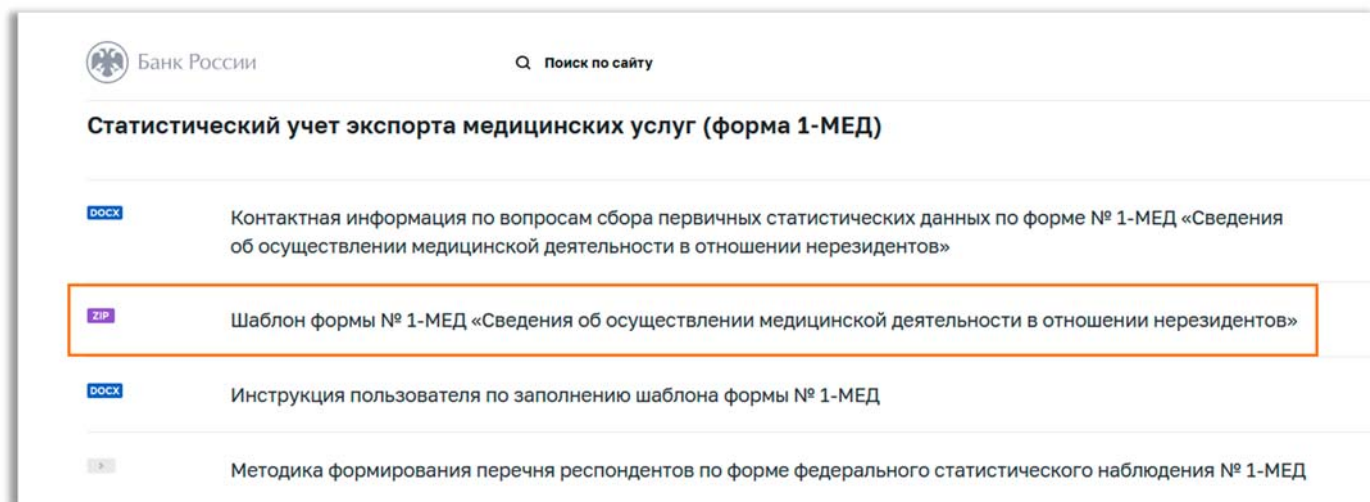 Банк России
Поиск по сайту
Статистический учет экспорта медицинских услуг (форма 1-МЕД)
DOCX
Контактная информация по вопросам сбора первичных статистических данных по форме № 1-МЕД «Сведения
об осуществлении медицинской деятельности в отношении нерезидентов»
ZIP
Шаблон формы № 1-МЕД «Сведения об осуществлении медицинской деятельности в отношении нерезидентов»
DOCX
Инструкция пользователя по заполнению шаблона формы № 1-МЕД
Методика формирования перечня респондентов по форме федерального статистического наблюдения № 1-МЕД